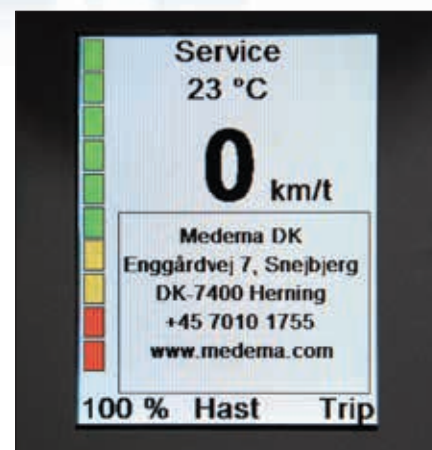 Service
23 °C
0 km/t
Medema DK
Enggårdvej 7, Snejbjerg
DK-7400 Herning
+45 7010 1755
www.medema.com
100 % Hast Trip